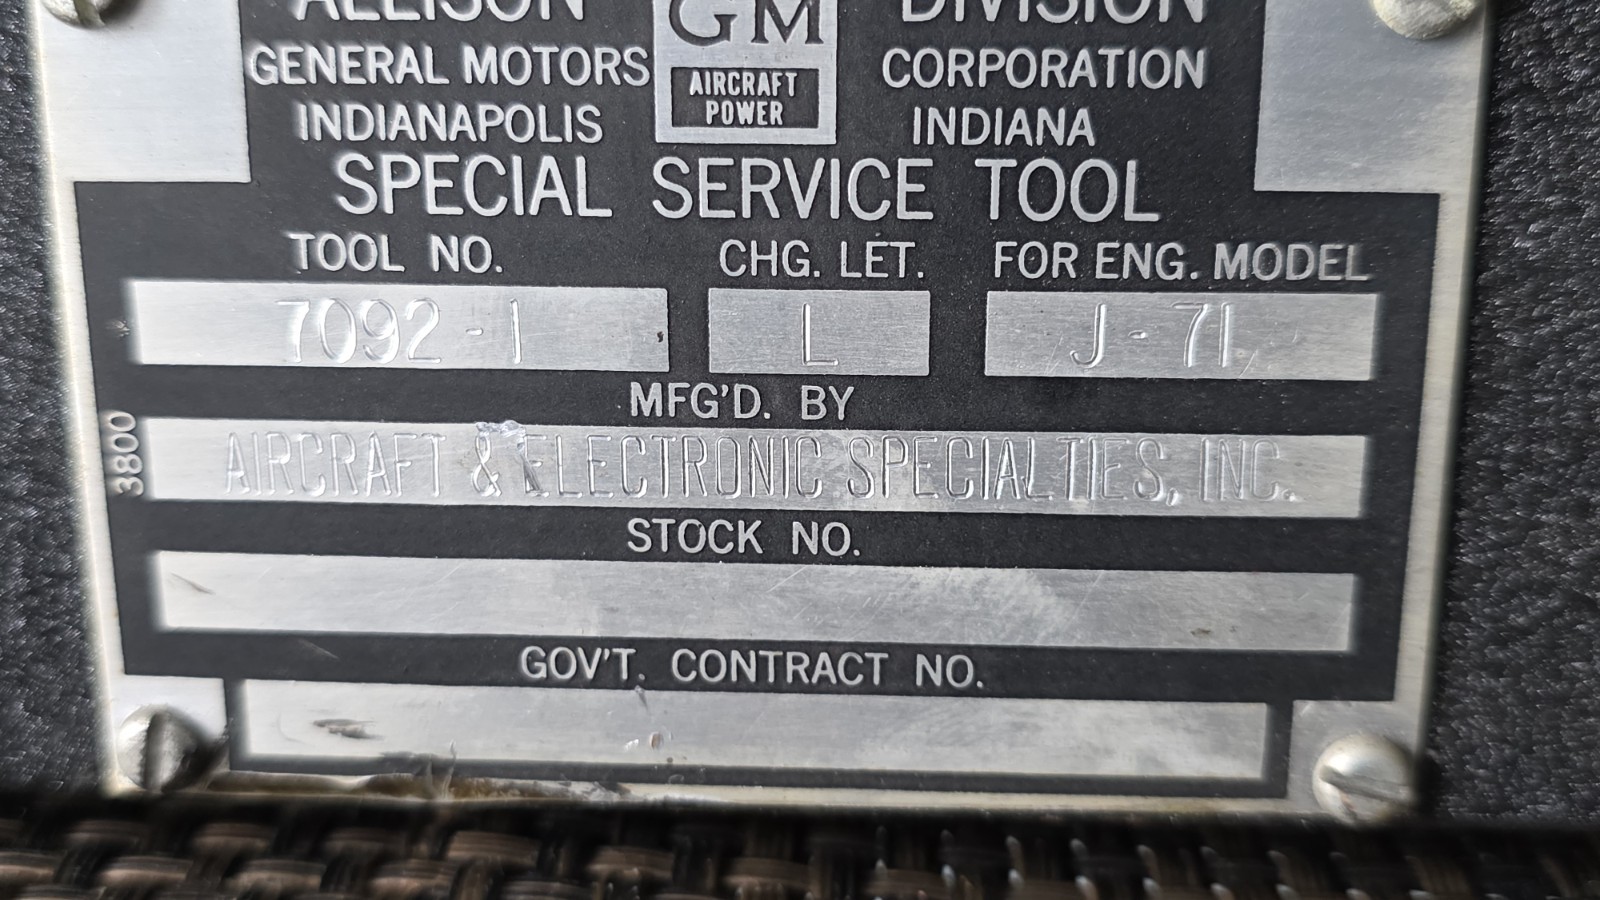 ALLISON GM DIVISION
GENERAL MOTORS AIRCRAFT POWER CORPORATION
INDIANAPOLIS INDIANA
SPECIAL SERVICE TOOL
TOOL NO. CHG. LET. FOR ENG. MODEL
7092-1 L J-71
MFG'D. BY
3800
AIRCRAFT & ELECTRONIC SPECIALTIES, INC.
STOCK NO.
GOV'T. CONTRACT NO.